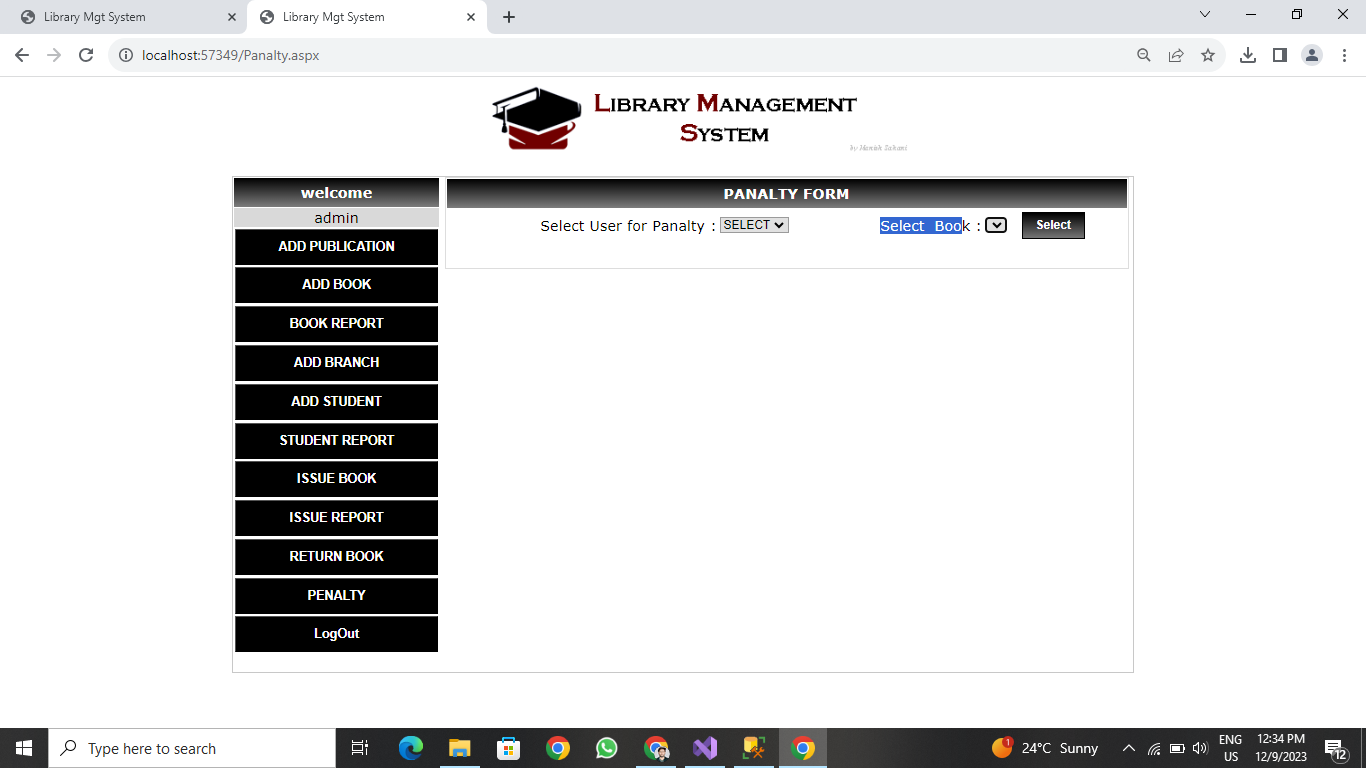 Library Mgt System
Library Mgt System
localhost:57349/Panalty.aspx
LIBRARY MANAGEMENT
SYSTEM
welcome
admin
ADD PUBLICATION
ADD BOOK
BOOK REPORT
ADD BRANCH
ADD STUDENT
STUDENT REPORT
ISSUE BOOK
ISSUE REPORT
RETURN BOOK
PENALTY
LogOut
PANALTY FORM
Select User for Panalty : SELECT
Select Book :
Select
Type here to search
1
24°C Sunny
ENG
US
12:34 PM
12/9/2023
12